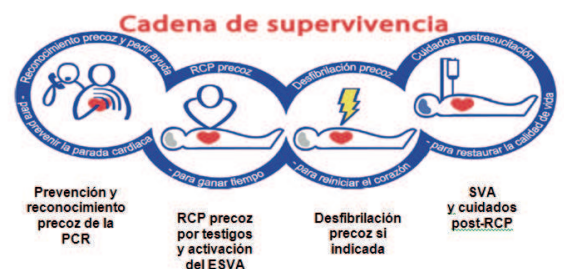 Cadena de supervivencia
Reconocimiento precoz y pedir ayuda
- para prevenir la parada cardiaca
RCP precoz
- para ganar tiempo
Desfibrilación precoz
- para reiniciar el corazón
Cuidados postresucitación
- para restaurar la calidad de vida
Prevención y
reconocimiento
precoz de la
PCR
RCP precoz
por testigos
y activación
del ESVA
Desfibrilación
precoz si
indicada
SVA
y cuidados
post-RCP